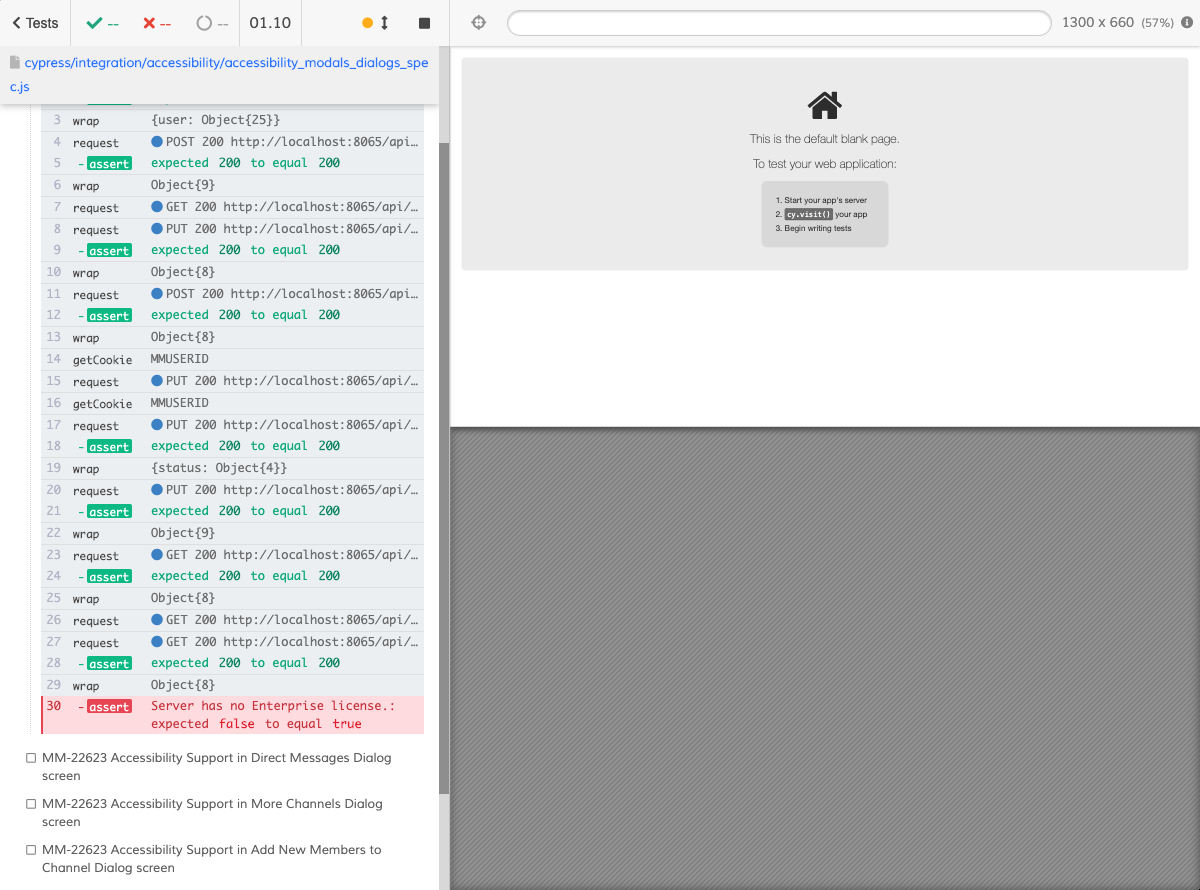 Tests -- -- -- 01.10
1300 x 660 (57%)
cypress/integration/accessibility/accessibility_modals_dialogs_spe
c.js
3 wrap {user: Object{25}}
4 request POST 200 http://localhost:8065/api…
5 -assert expected 200 to equal 200
6 wrap Object{9}
7 request GET 200 http://localhost:8065/api/…
8 request PUT 200 http://localhost:8065/api/…
9 -assert expected 200 to equal 200
10 wrap Object{8}
11 request POST 200 http://localhost:8065/api…
12 -assert expected 200 to equal 200
13 wrap Object{8}
14 getCookie MMUSERID
15 request PUT 200 http://localhost:8065/api/…
16 getCookie MMUSERID
17 request PUT 200 http://localhost:8065/api/…
18 -assert expected 200 to equal 200
19 wrap {status: Object{4}}
20 request PUT 200 http://localhost:8065/api/…
21 -assert expected 200 to equal 200
22 wrap Object{9}
23 request GET 200 http://localhost:8065/api/…
24 -assert expected 200 to equal 200
25 wrap Object{8}
26 request GET 200 http://localhost:8065/api/…
27 request GET 200 http://localhost:8065/api/…
28 -assert expected 200 to equal 200
29 wrap Object{8}
30 -assert Server has no Enterprise license.:
expected false to equal true
MM-22623 Accessibility Support in Direct Messages Dialog
screen
MM-22623 Accessibility Support in More Channels Dialog
screen
MM-22623 Accessibility Support in Add New Members to
Channel Dialog screen
This is the default blank page.
To test your web application:
1. Start your app's server
2. cy.visit() your app
3. Begin writing tests